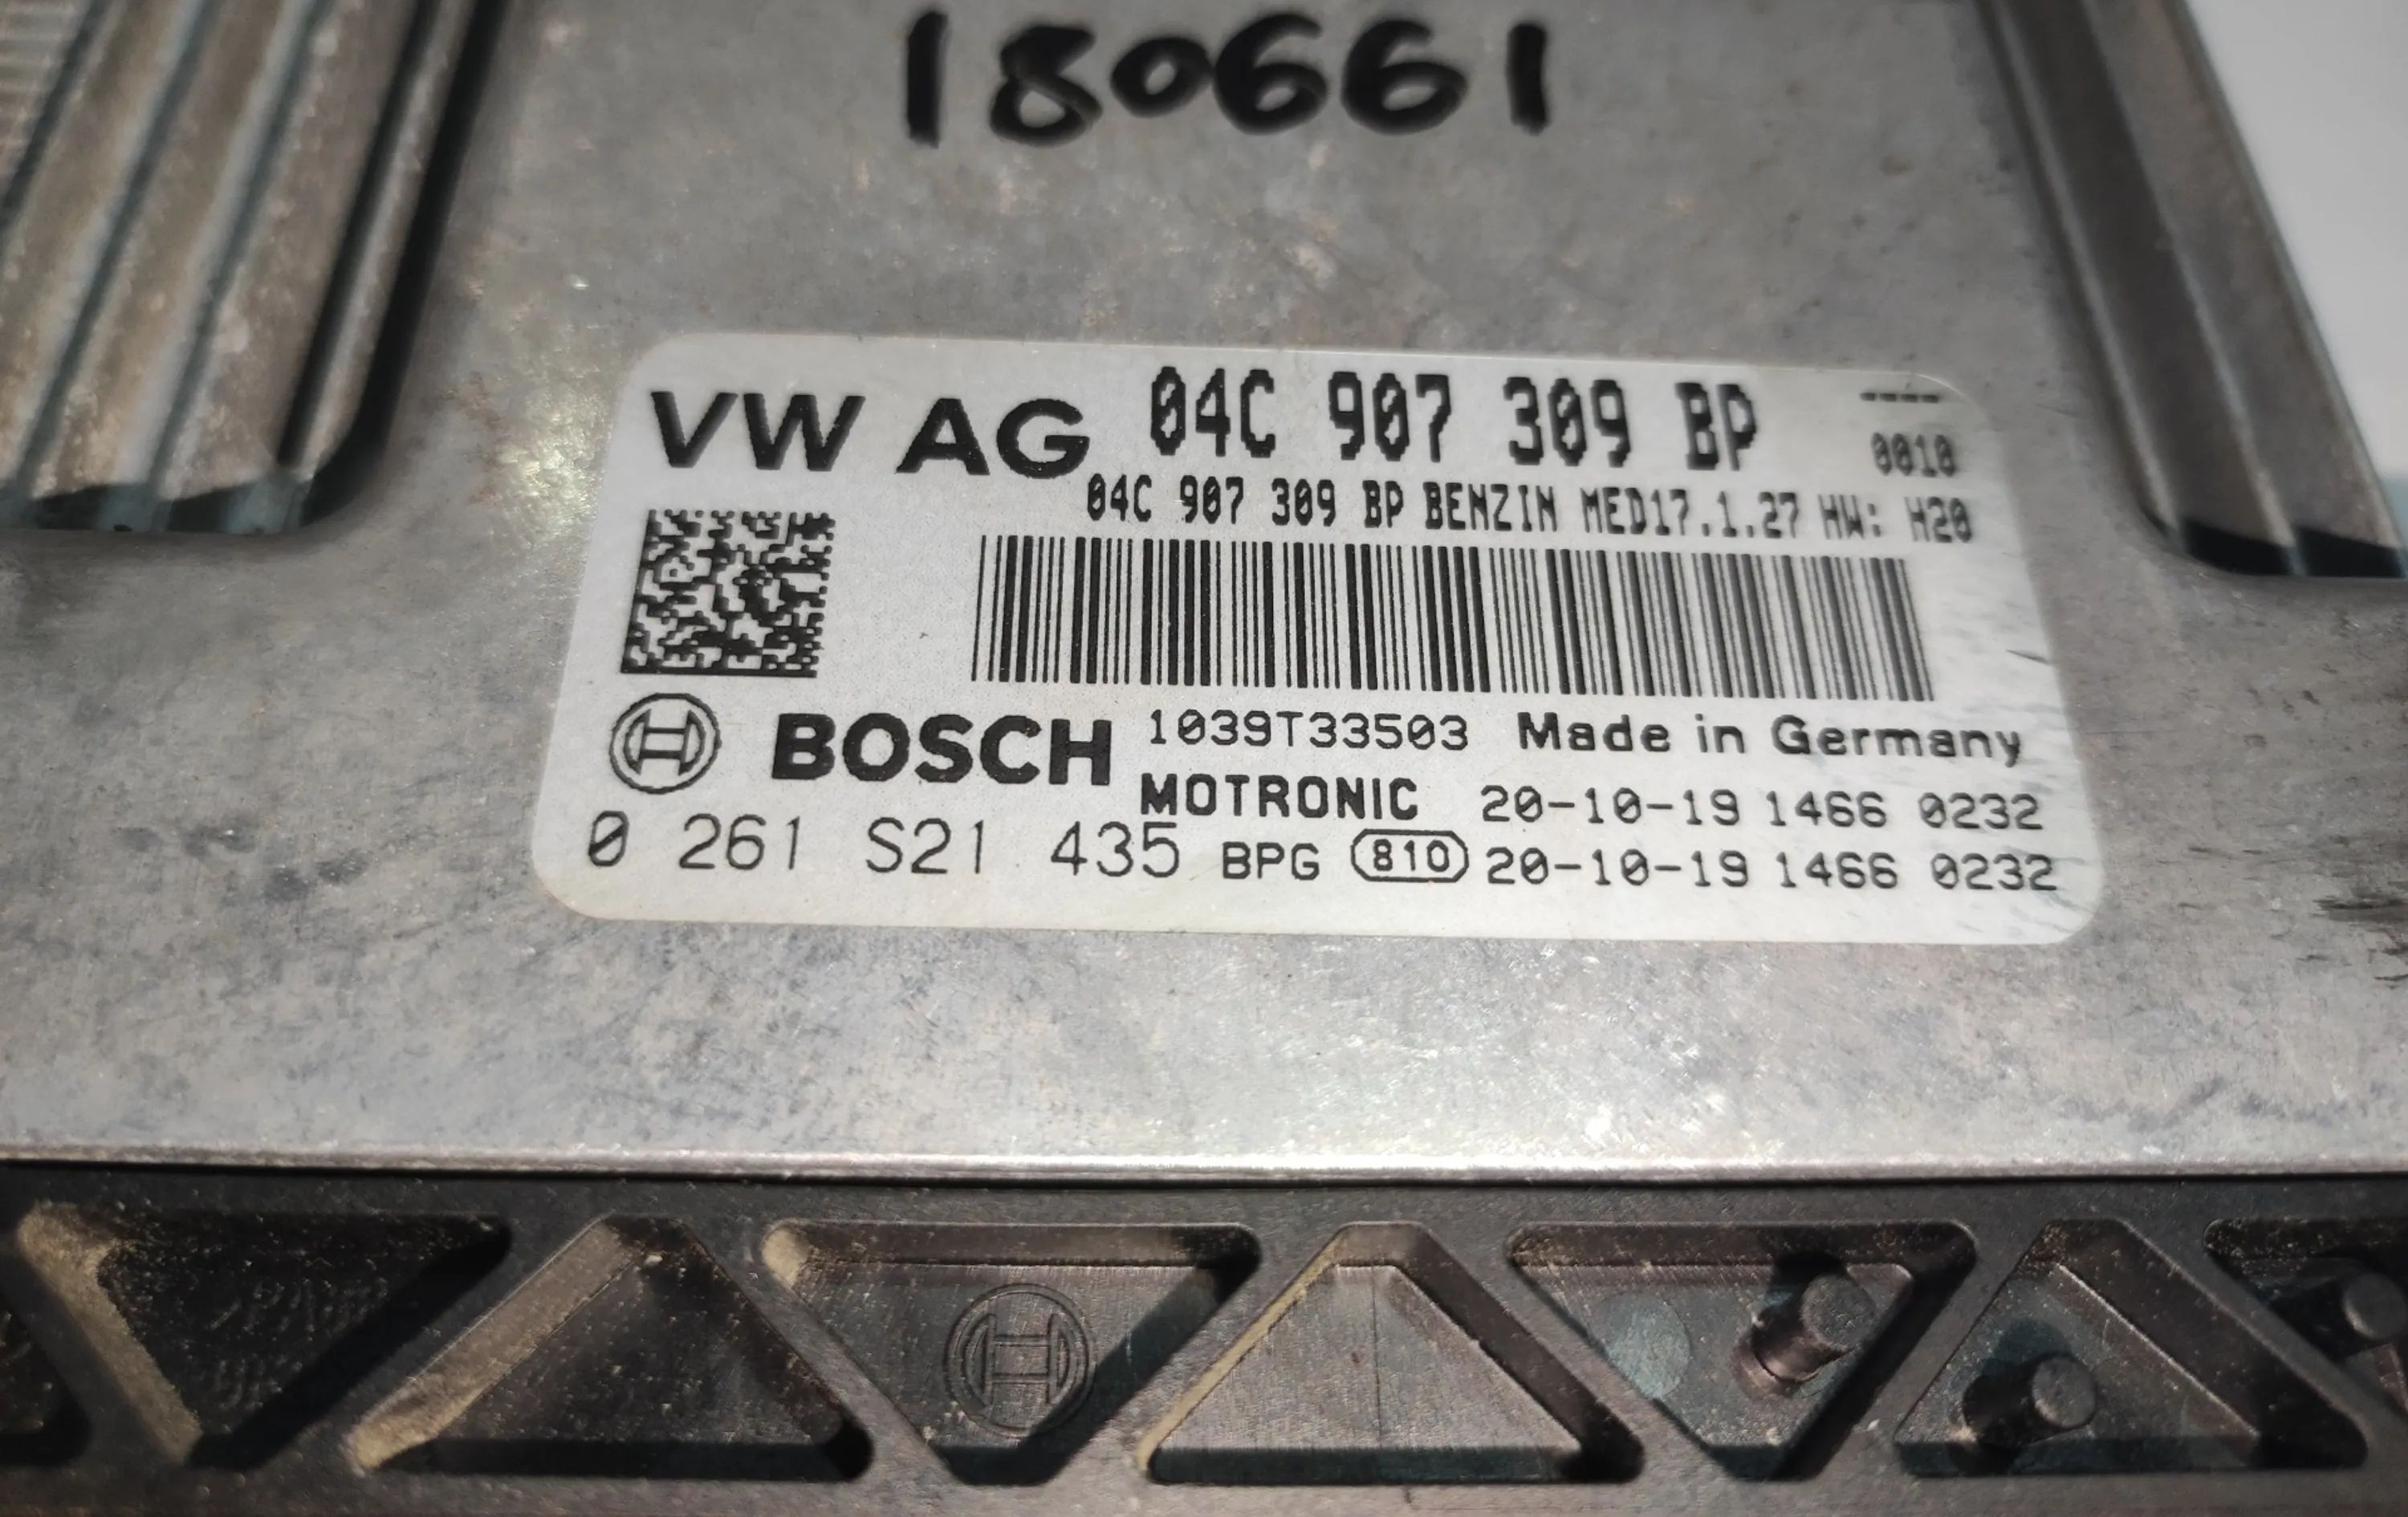 180661
VW AG 04C 907 309 BP ----
0010
04C 907 309 BP BENZIN MED17.1.27 HW: H20
BOSCH 1039T33503 Made in Germany
MOTRONIC 20-10-19 1466 0232
0 261 S21 435 BPG 810 20-10-19 1466 0232